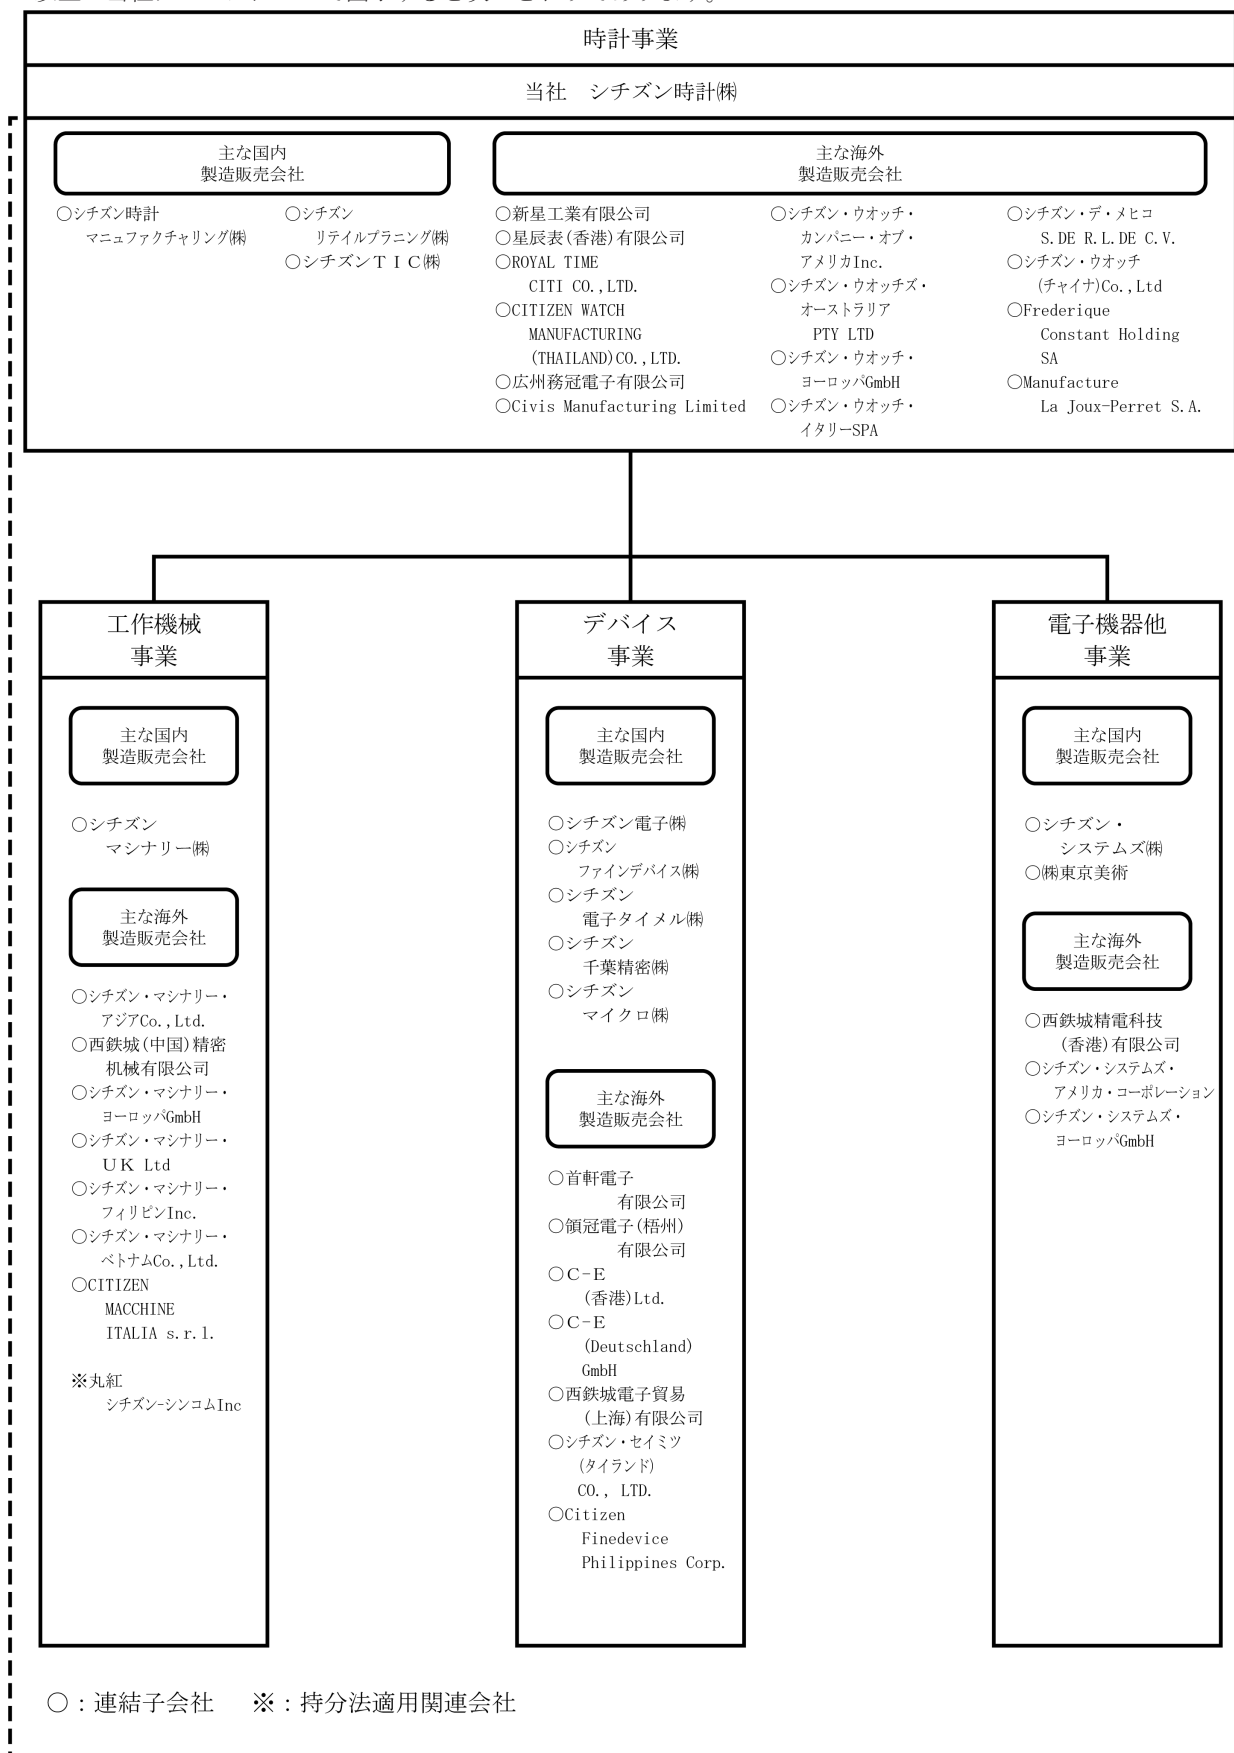 時計事業
当社　シチズン時計㈱
主な国内
製造販売会社
○シチズン時計
マニュファクチャリング㈱
○シチズン
リテイルプラニング㈱
○シチズンＴＩＣ㈱
主な海外
製造販売会社
○新星工業有限公司
○星辰表(香港)有限公司
○ROYAL TIME
CITI CO.,LTD.
○CITIZEN WATCH
MANUFACTURING
(THAILAND)CO.,LTD.
○広州務冠電子有限公司
○Civis Manufacturing Limited
○シチズン・ウオッチ・
カンパニー・オブ・
アメリカInc.
○シチズン・ウオッチズ・
オーストラリア
PTY LTD
○シチズン・ウオッチ・
ヨーロッパGmbH
○シチズン・ウオッチ・
イタリーSPA
○シチズン・デ・メヒコ
S.DE R.L.DE C.V.
○シチズン・ウオッチ
(チャイナ)Co.,Ltd
○Frederique
Constant Holding
SA
○Manufacture
La Joux-Perret S.A.
工作機械
事業
主な国内
製造販売会社
○シチズン
マシナリー㈱
主な海外
製造販売会社
○シチズン・マシナリー・
アジアCo.,Ltd.
○西鉄城(中国)精密
机械有限公司
○シチズン・マシナリー・
ヨーロッパGmbH
○シチズン・マシナリー・
ＵＫ Ltd
○シチズン・マシナリー・
フィリピンInc.
○シチズン・マシナリー・
ベトナムCo.,Ltd.
○CITIZEN
MACCHINE
ITALIA s.r.l.
※丸紅
シチズン-シンコムInc
デバイス
事業
主な国内
製造販売会社
○シチズン電子㈱
○シチズン
ファインデバイス㈱
○シチズン
電子タイメル㈱
○シチズン
千葉精密㈱
○シチズン
マイクロ㈱
主な海外
製造販売会社
○首軒電子
有限公司
○領冠電子(梧州)
有限公司
○Ｃ-Ｅ
(香港)Ltd.
○Ｃ-Ｅ
(Deutschland)
GmbH
○西鉄城電子貿易
(上海)有限公司
○シチズン・セイミツ
(タイランド)
CO., LTD.
○Citizen
Finedevice
Philippines Corp.
電子機器他
事業
主な国内
製造販売会社
○シチズン・
システムズ㈱
○㈱東京美術
主な海外
製造販売会社
○西鉄城精電科技
(香港)有限公司
○シチズン・システムズ・
アメリカ・コーポレーション
○シチズン・システムズ・
ヨーロッパGmbH
○：連結子会社　※：持分法適用関連会社